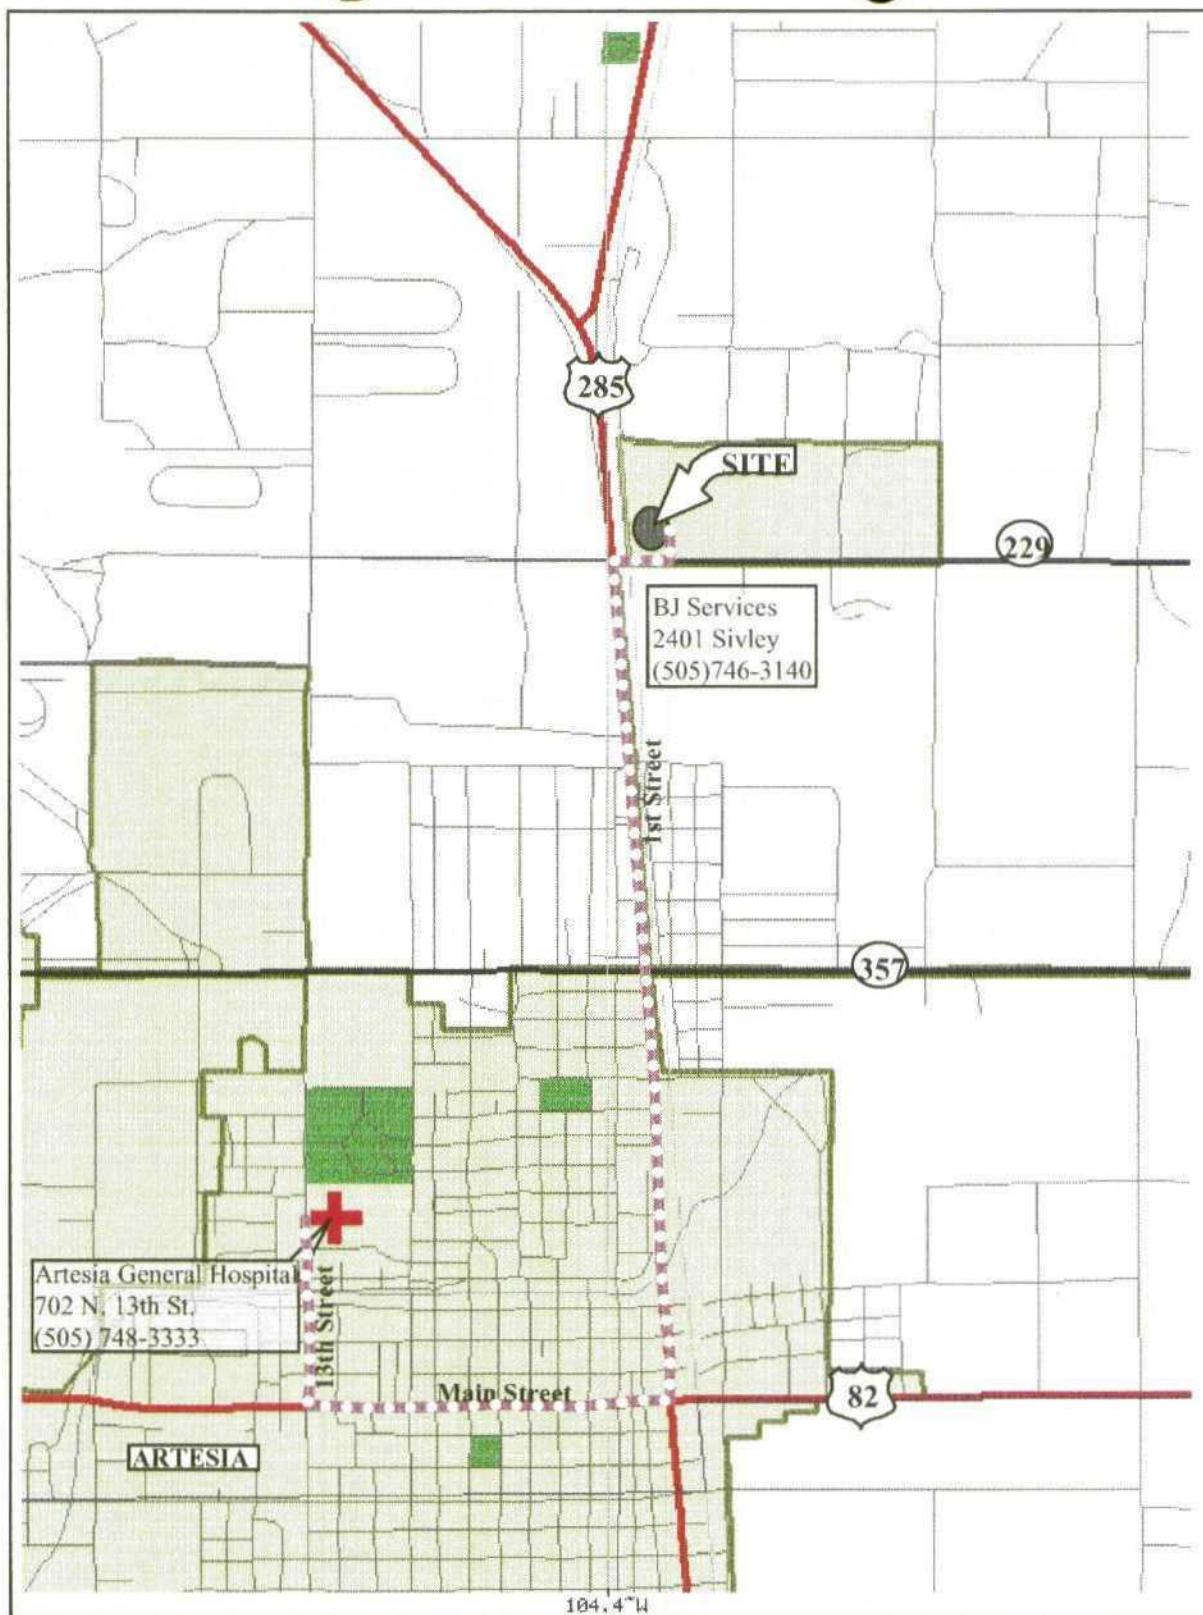 285
SITE
229
BJ Services
2401 Sivley
(505)746-3140
1st Street
357
Artesia General Hospital
702 N. 13th St.
(505) 748-3333
13th Street
Main Street
82
ARTESIA
104.4°W